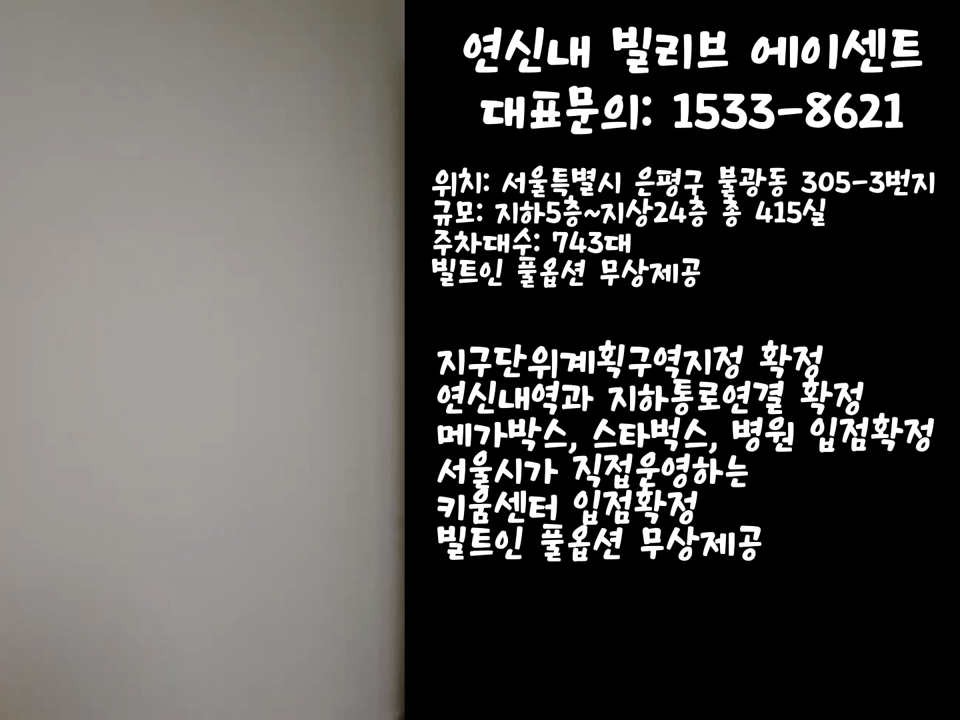 연신내 빌리브 에이센트
대표문의: 1533-8621
위치: 서울특별시 은평구 불광동 305-3번지
규모: 지하5층~지상24층 총 415실
주차대수: 743대
빌트인 풀옵션 무상제공
지구단위계획구역지정 확정
연신내역과 지하통로연결 확정
메가박스, 스타벅스, 병원 입점확정
서울시가 직접운영하는
키움센터 입점확정
빌트인 풀옵션 무상제공